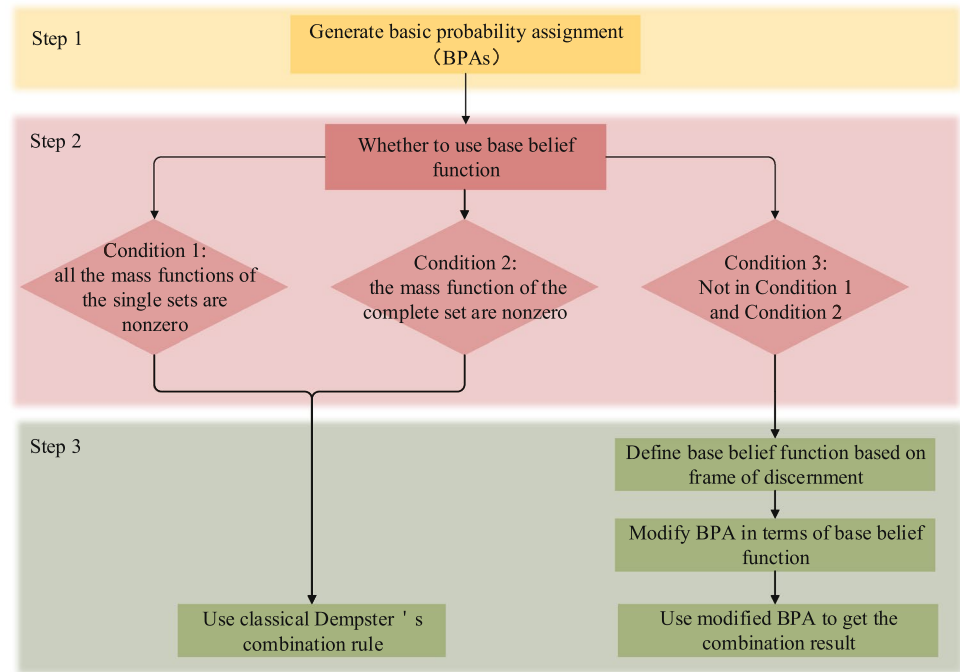 Step 1
Generate basic probability assignment
（BPAs）
Step 2
Whether to use base belief
function
Condition 1:
all the mass functions of
the single sets are
nonzero
Condition 2:
the mass function of the
complete set are nonzero
Condition 3:
Not in Condition 1
and Condition 2
Step 3
Define base belief function based on
frame of discernment
Modify BPA in terms of base belief
function
Use classical Dempster ' s
combination rule
Use modified BPA to get the
combination result